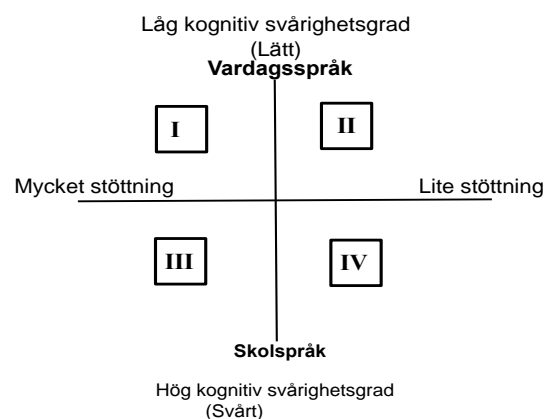 Låg kognitiv svårighetsgrad
(Lätt)
Vardagsspråk
I
II
Mycket stöttning
Lite stöttning
III
IV
Skolspråk
Hög kognitiv svårighetsgrad
(Svårt)